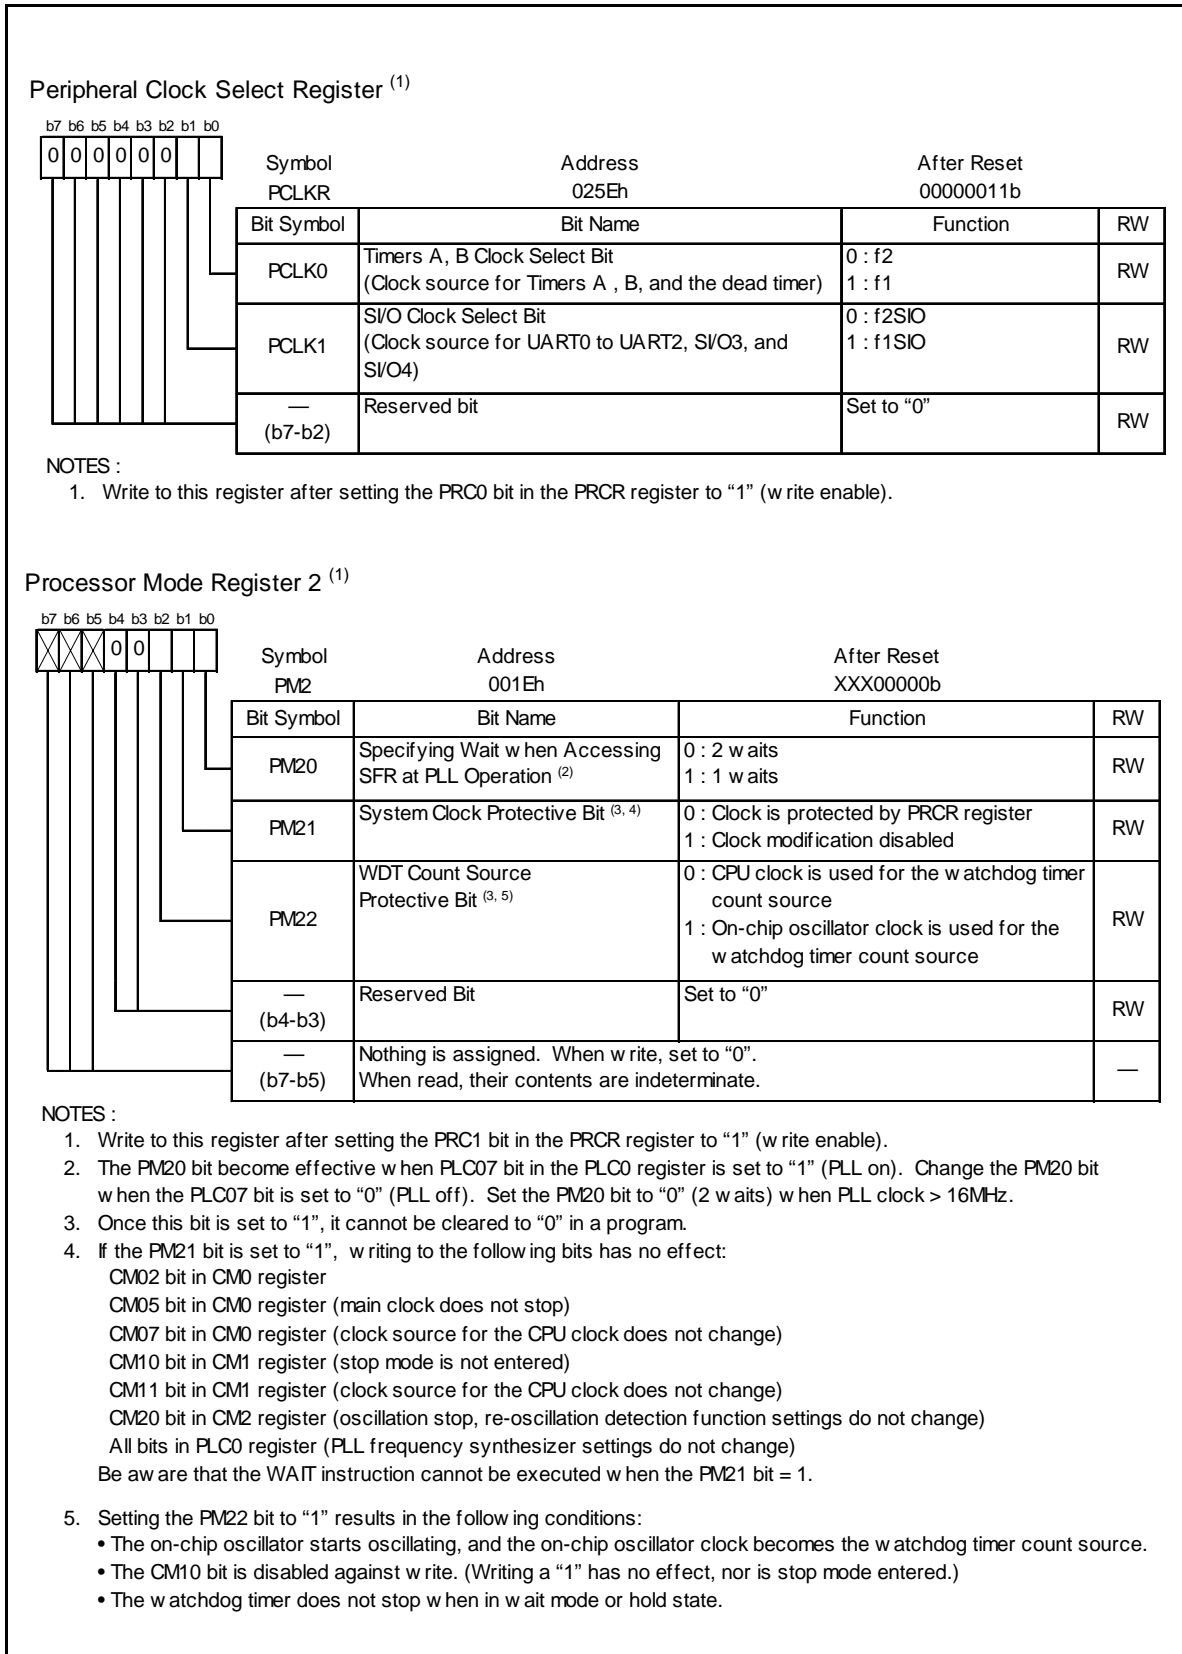 Peripheral Clock Select Register (1)
b7 b6 b5 b4 b3 b2 b1 b0
0 0 0 0 0 0
Symbol Address After Reset
PCLKR 025Eh 00000011b
Bit Symbol Bit Name Function RW
PCLK0 Timers A, B Clock Select Bit 0 : f2 RW
(Clock source for Timers A , B, and the dead timer) 1 : f1
SI/O Clock Select Bit 0 : f2SIO
PCLK1 (Clock source for UART0 to UART2, SI/O3, and 1 : f1SIO RW
SI/O4)
— Reserved bit Set to “0” RW
(b7-b2)
NOTES :
1. Write to this register after setting the PRC0 bit in the PRCR register to “1” (write enable).
Processor Mode Register 2 (1)
b7 b6 b5 b4 b3 b2 b1 b0
0 0
Symbol Address After Reset
PM2 001Eh XXX00000b
Bit Symbol Bit Name Function RW
PM20 Specifying Wait when Accessing 0 : 2 waits RW
SFR at PLL Operation (2) 1 : 1 waits
PM21 System Clock Protective Bit (3, 4) 0 : Clock is protected by PRCR register RW
1 : Clock modification disabled
WDT Count Source 0 : CPU clock is used for the watchdog timer
Protective Bit (3, 5) count source
PM22 1 : On-chip oscillator clock is used for the RW
watchdog timer count source
— Reserved Bit Set to “0” RW
(b4-b3)
— Nothing is assigned. When write, set to “0”. —
(b7-b5) When read, their contents are indeterminate.
NOTES :
1. Write to this register after setting the PRC1 bit in the PRCR register to “1” (write enable).
2. The PM20 bit become effective when PLC07 bit in the PLC0 register is set to “1” (PLL on). Change the PM20 bit
when the PLC07 bit is set to “0” (PLL off). Set the PM20 bit to “0” (2 waits) when PLL clock > 16MHz.
3. Once this bit is set to “1”, it cannot be cleared to “0” in a program.
4. If the PM21 bit is set to “1”, writing to the following bits has no effect:
CM02 bit in CM0 register
CM05 bit in CM0 register (main clock does not stop)
CM07 bit in CM0 register (clock source for the CPU clock does not change)
CM10 bit in CM1 register (stop mode is not entered)
CM11 bit in CM1 register (clock source for the CPU clock does not change)
CM20 bit in CM2 register (oscillation stop, re-oscillation detection function settings do not change)
All bits in PLC0 register (PLL frequency synthesizer settings do not change)
Be aware that the WAIT instruction cannot be executed when the PM21 bit = 1.
5. Setting the PM22 bit to “1” results in the following conditions:
• The on-chip oscillator starts oscillating, and the on-chip oscillator clock becomes the watchdog timer count source.
• The CM10 bit is disabled against write. (Writing a “1” has no effect, nor is stop mode entered.)
• The watchdog timer does not stop when in wait mode or hold state.